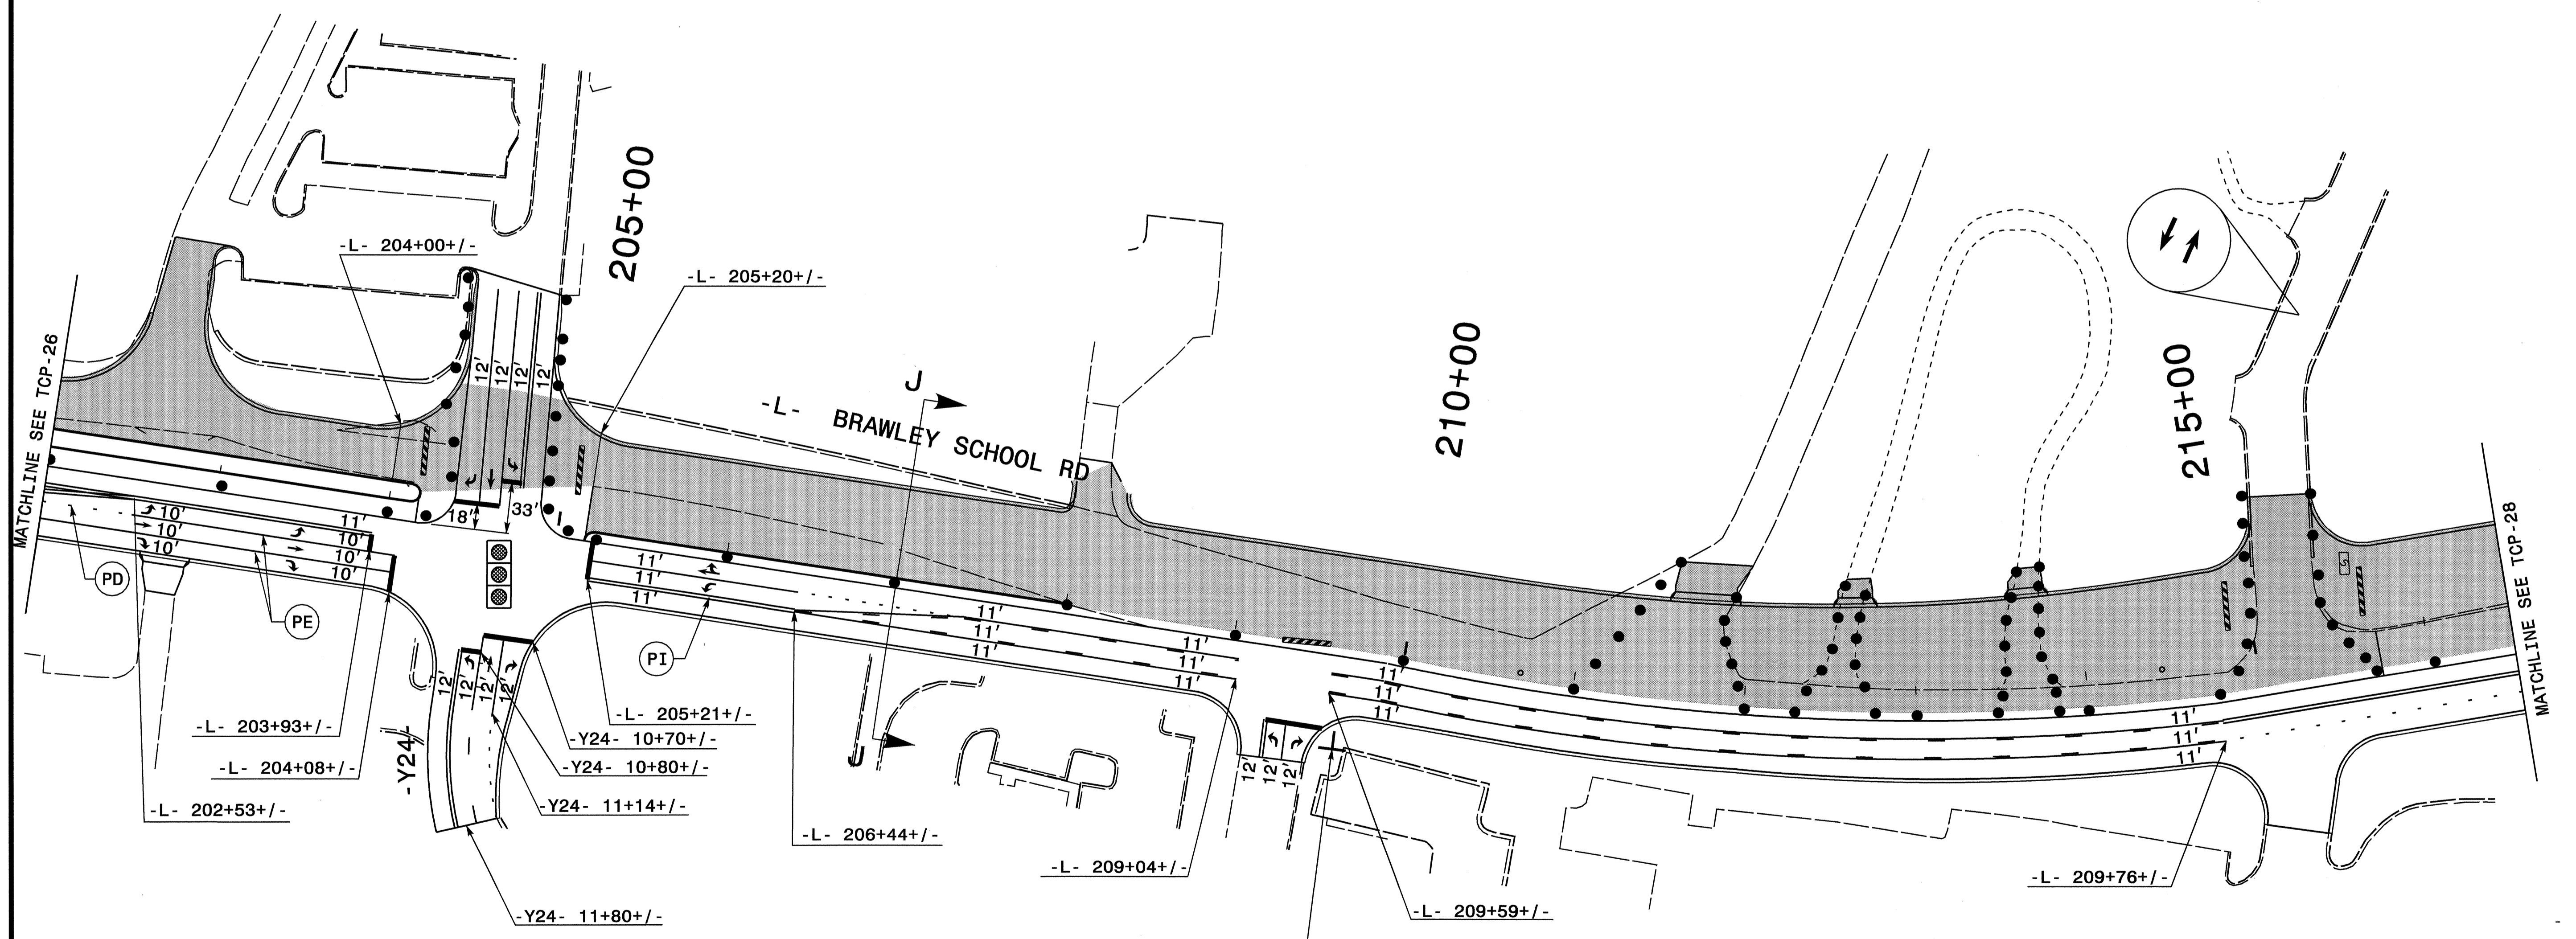 MATCHLINE SEE TCP-26
-L- 204+00+/-
205+00
-L- 205+20+/-
J
-L- BRAWLEY SCHOOL RD
210+00
215+00
MATCHLINE SEE TCP-28
12'
12'
12'
12'
18'
33'
10'
10'
10'
11'
10'
10'
10'
PD
PE
11'
11'
11'
PI
11'
11'
11'
11'
11'
11'
11'
11'
11'
11'
11'
11'
12'
12'
12'
12'
12'
12'
12'
-Y24-
J
-L- 203+93+/-
-L- 204+08+/-
-L- 202+53+/-
-L- 205+21+/-
-Y24- 10+70+/-
-Y24- 10+80+/-
-Y24- 11+14+/-
-Y24- 11+80+/-
-L- 206+44+/-
-L- 209+04+/-
-L- 209+59+/-
-L- 209+76+/-